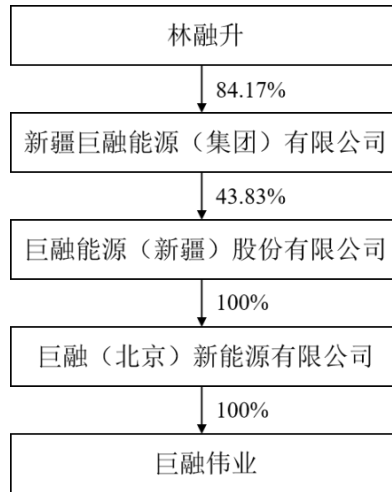 林融升
84.17%
新疆巨融能源（集团）有限公司
43.83%
巨融能源（新疆）股份有限公司
100%
巨融（北京）新能源有限公司
100%
巨融伟业